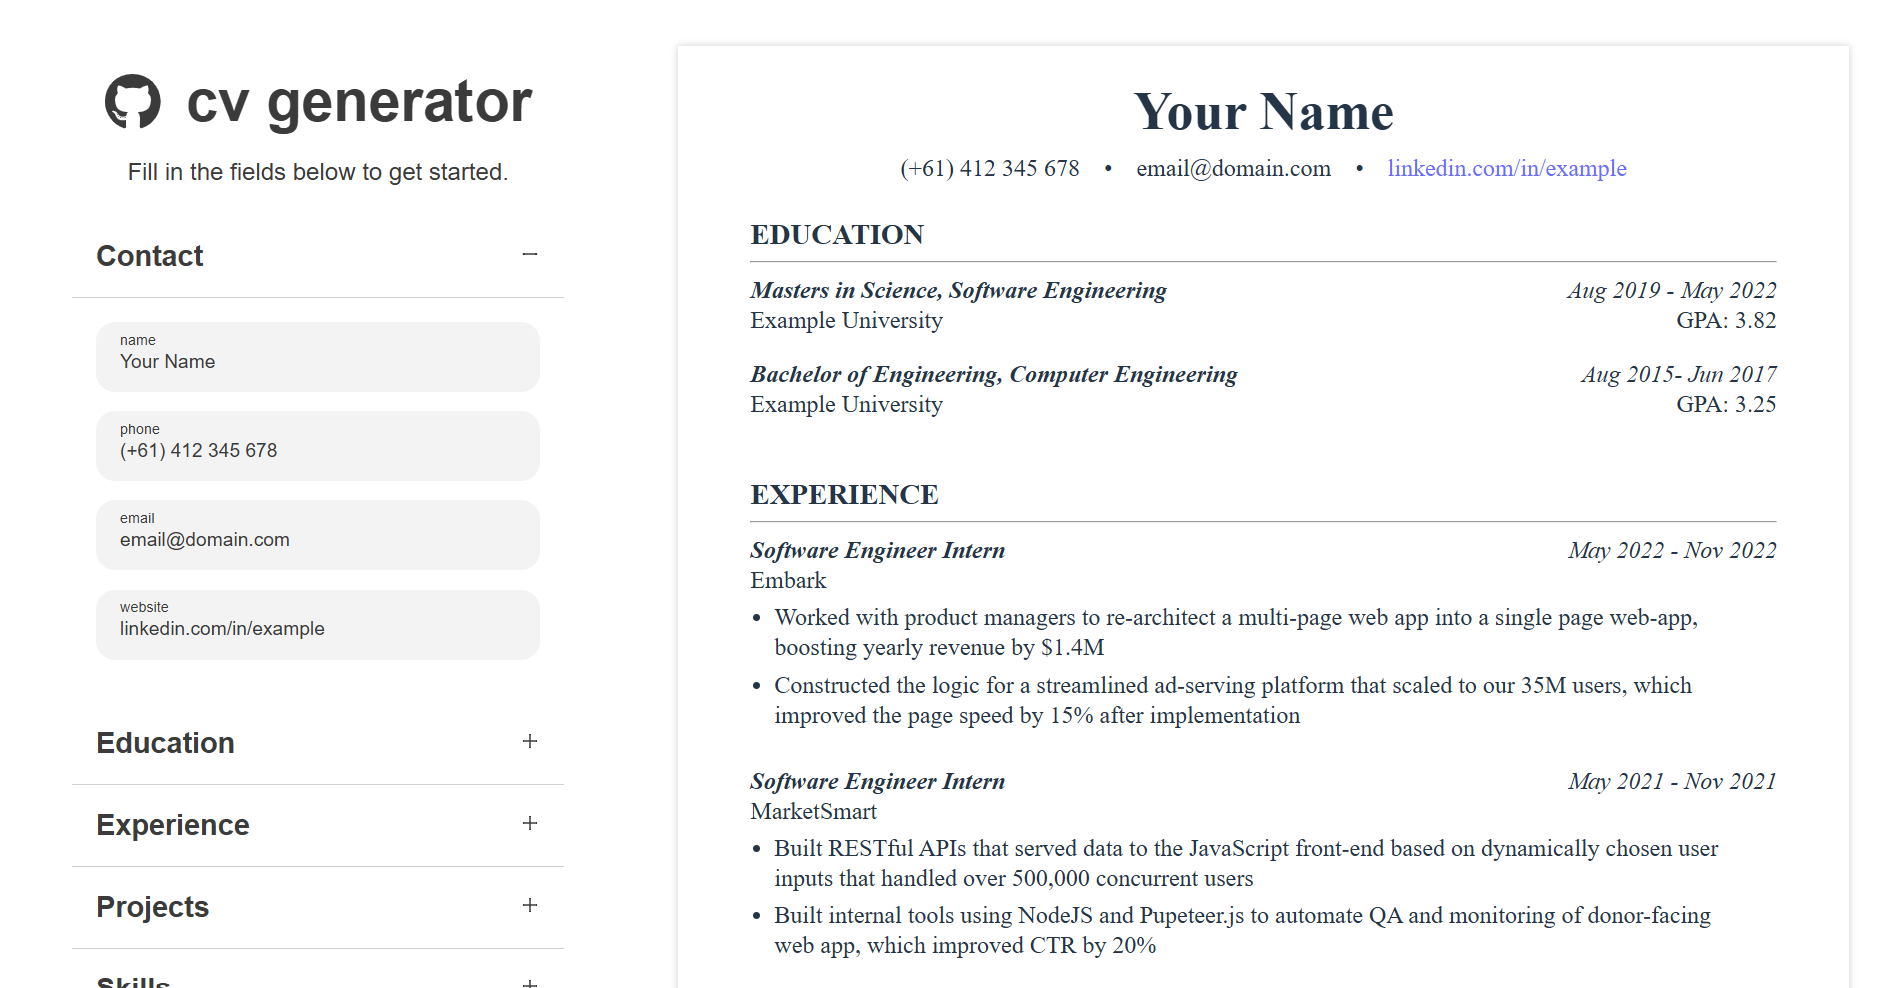 cv generator
Fill in the fields below to get started.
Contact
name
Your Name
phone
(+61) 412 345 678
email
email@domain.com
website
linkedin.com/in/example
Education
Experience
Projects
Skills
Your Name
(+61) 412 345 678 • email@domain.com • linkedin.com/in/example
EDUCATION
Masters in Science, Software Engineering Aug 2019 - May 2022
Example University GPA: 3.82
Bachelor of Engineering, Computer Engineering Aug 2015- Jun 2017
Example University GPA: 3.25
EXPERIENCE
Software Engineer Intern May 2022 - Nov 2022
Embark
• Worked with product managers to re-architect a multi-page web app into a single page web-app,
boosting yearly revenue by $1.4M
• Constructed the logic for a streamlined ad-serving platform that scaled to our 35M users, which
improved the page speed by 15% after implementation
Software Engineer Intern May 2021 - Nov 2021
MarketSmart
• Built RESTful APIs that served data to the JavaScript front-end based on dynamically chosen user
inputs that handled over 500,000 concurrent users
• Built internal tools using NodeJS and Pupeteer.js to automate QA and monitoring of donor-facing
web app, which improved CTR by 20%